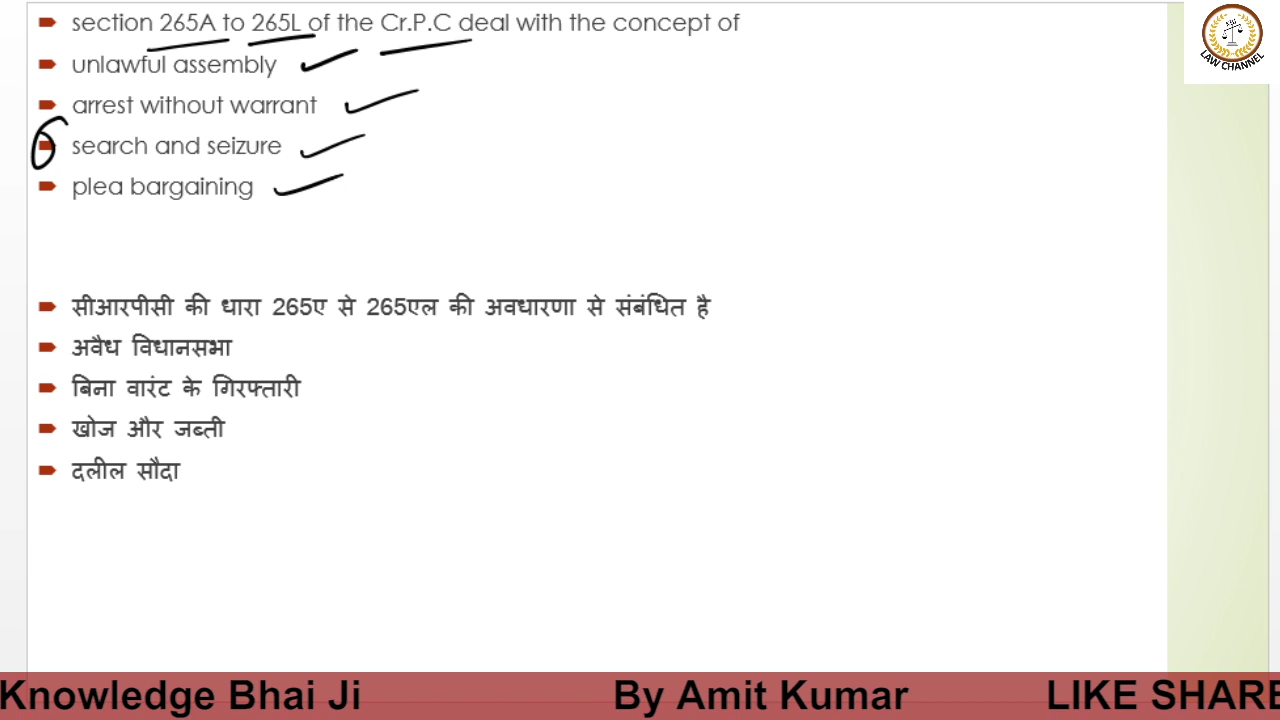 section 265A to 265L of the Cr.P.C deal with the concept of
unlawful assembly
arrest without warrant
search and seizure
plea bargaining
सीआरपीसी की धारा 265ए से 265एल की अवधारणा से संबंधित है
अवैध विधानसभा
बिना वारंट के गिरफ्तारी
खोज और जब्ती
दलील सौदा
LAW CHANNEL
Knowledge Bhai Ji By Amit Kumar LIKE SHARE